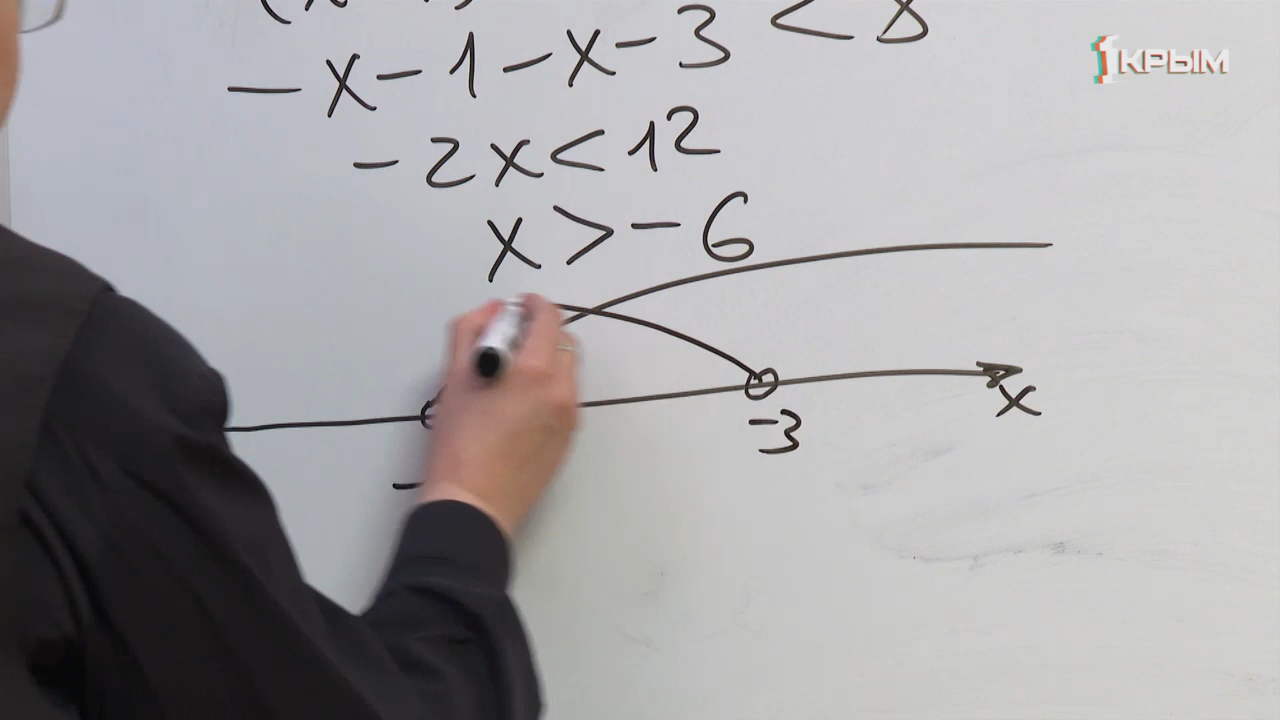 < 8
- x - 1 - x - 3
- 2x < 12
x > - 6
-3
x
1КРЫМ